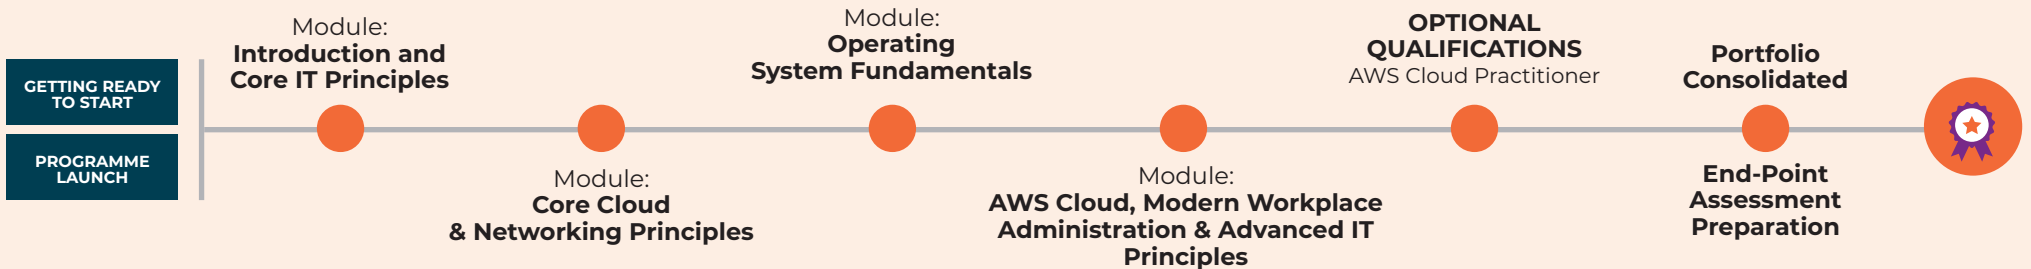 GETTING READY
TO START
PROGRAMME
LAUNCH
Module:
Introduction and
Core IT Principles
Module:
Core Cloud
& Networking Principles
Module:
Operating
System Fundamentals
Module:
AWS Cloud, Modern Workplace
Administration & Advanced IT
Principles
OPTIONAL
QUALIFICATIONS
AWS Cloud Practitioner
Portfolio
Consolidated
End-Point
Assessment
Preparation